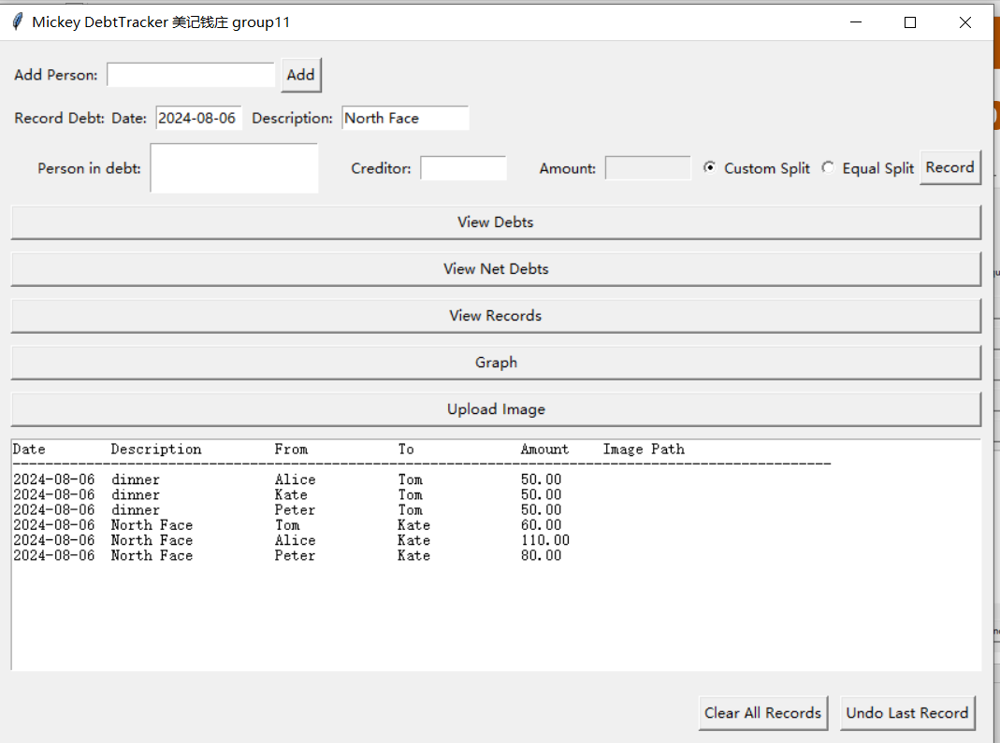 Mickey DebtTracker 美记钱庄 group11
Add Person: Add
Record Debt: Date: 2024-08-06 Description: North Face
Person in debt: Creditor: Amount: Custom Split Equal Split Record
View Debts
View Net Debts
View Records
Graph
Upload Image
Date Description From To Amount Image Path
----------------------------------------------------------------------------------------------------
2024-08-06 dinner Alice Tom 50.00
2024-08-06 dinner Kate Tom 50.00
2024-08-06 dinner Peter Tom 50.00
2024-08-06 North Face Tom Kate 60.00
2024-08-06 North Face Alice Kate 110.00
2024-08-06 North Face Peter Kate 80.00
Clear All Records Undo Last Record